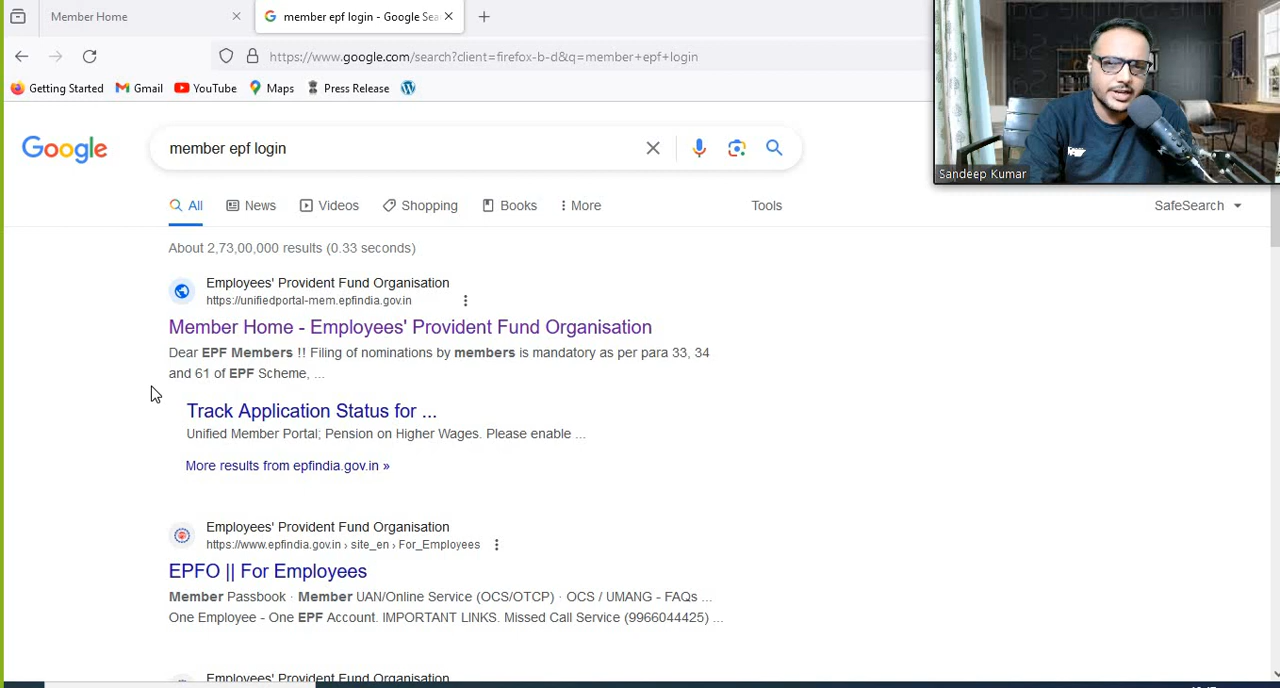 Member Home
member epf login - Google Sea
https://www.google.com/search?client=firefox-b-d&q=member+epf+login
Getting Started
Gmail
YouTube
Maps
Press Release
Google
member epf login
All
News
Videos
Shopping
Books
More
Tools
SafeSearch
Sandeep Kumar
About 2,73,00,000 results (0.33 seconds)
Employees' Provident Fund Organisation
https://unifiedportal-mem.epfindia.gov.in
Member Home - Employees' Provident Fund Organisation
Dear EPF Members !! Filing of nominations by members is mandatory as per para 33, 34
and 61 of EPF Scheme, ...
Track Application Status for ...
Unified Member Portal; Pension on Higher Wages. Please enable ...
More results from epfindia.gov.in »
Employees' Provident Fund Organisation
https://www.epfindia.gov.in › site_en › For_Employees
EPFO || For Employees
Member Passbook · Member UAN/Online Service (OCS/OTCP) · OCS / UMANG - FAQs ...
One Employee - One EPF Account. IMPORTANT LINKS. Missed Call Service (9966044425) ...
Employees' Provident Fund Organisation